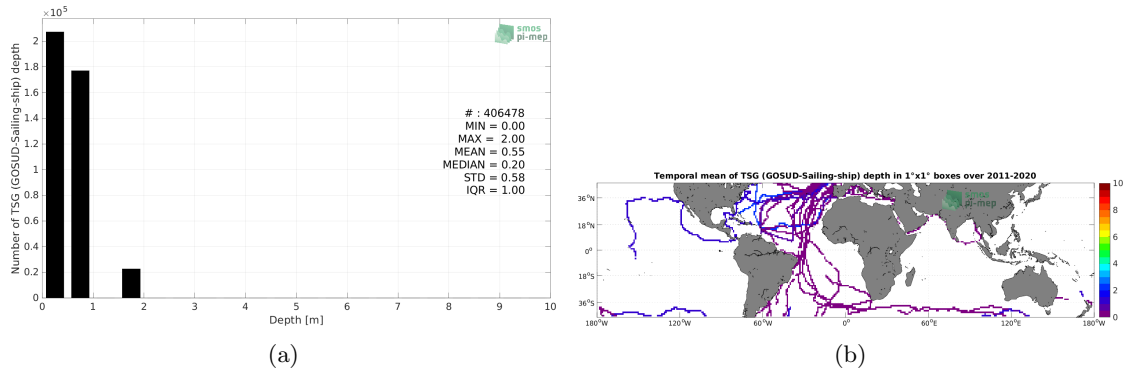 ×10⁵
smos
pi-mep
2
1.8
1.6
1.4
1.2
1
0.8
0.6
0.4
0.2
0
Number of TSG (GOSUD-Sailing-ship) depth
# : 406478
MIN = 0.00
MAX = 2.00
MEAN = 0.55
MEDIAN = 0.20
STD = 0.58
IQR = 1.00
0 1 2 3 4 5 6 7 8 9 10
Depth [m]
(a)
Temporal mean of TSG (GOSUD-Sailing-ship) depth in 1°x1° boxes over 2011-2020
smos
pi-mep
36°N
18°N
0°
18°S
36°S
180°W 120°W 60°W 0° 60°E 120°E 180°W
10
8
6
4
2
0
(b)